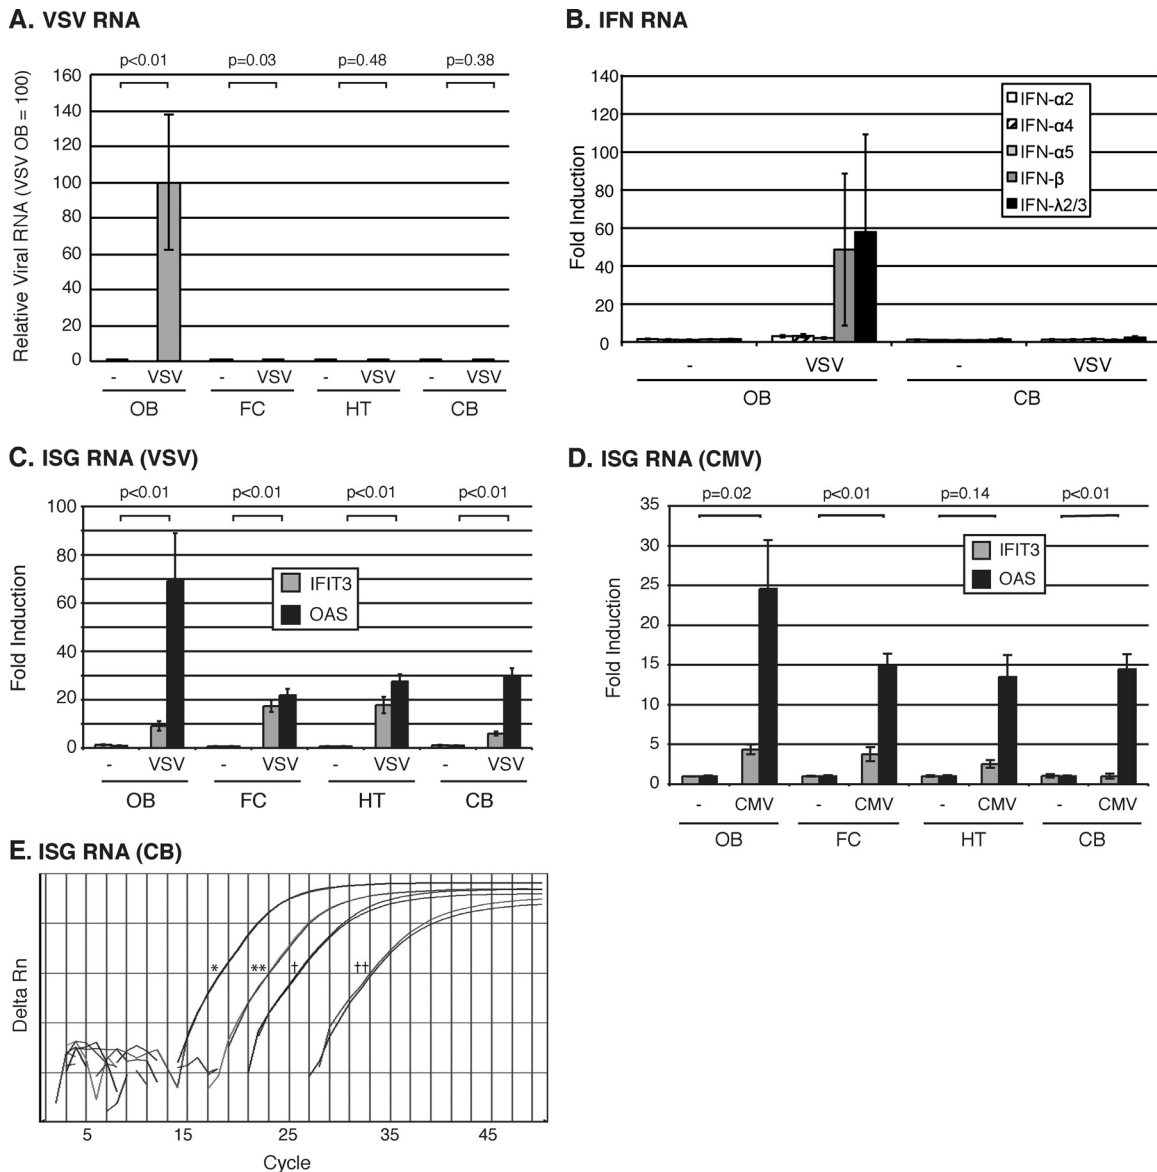 A. VSV RNA
p<0.01 p=0.03 p=0.48 p=0.38
Relative Viral RNA (VSV OB = 100)
160
140
120
100
80
60
40
20
0
- VSV - VSV - VSV - VSV
OB FC HT CB
B. IFN RNA
Fold Induction
140
120
100
80
60
40
20
0
IFN-α2
IFN-α4
IFN-α5
IFN-β
IFN-λ2/3
- VSV - VSV
OB CB
C. ISG RNA (VSV)
p<0.01 p<0.01 p<0.01 p<0.01
Fold Induction
100
80
60
40
20
0
IFIT3
OAS
- VSV - VSV - VSV - VSV
OB FC HT CB
D. ISG RNA (CMV)
p=0.02 p<0.01 p=0.14 p<0.01
Fold Induction
35
30
25
20
15
10
5
0
IFIT3
OAS
- CMV - CMV - CMV - CMV
OB FC HT CB
E. ISG RNA (CB)
Delta Rn
* ** † ††
5 15 25 35 45
Cycle